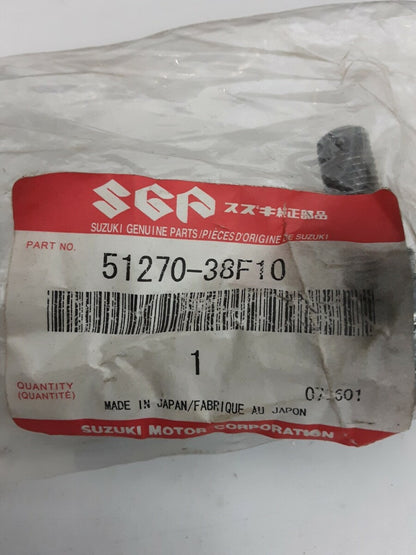 SGP スズキ純正部品
SUZUKI GENUINE PARTS/PIÈCES D'ORIGINE DE SUZUKI
PART NO.
51270-38F10
1
QUANTITY
(QUANTITÉ)
MADE IN JAPAN/FABRIQUE AU JAPON
SUZUKI MOTOR CORPORATION